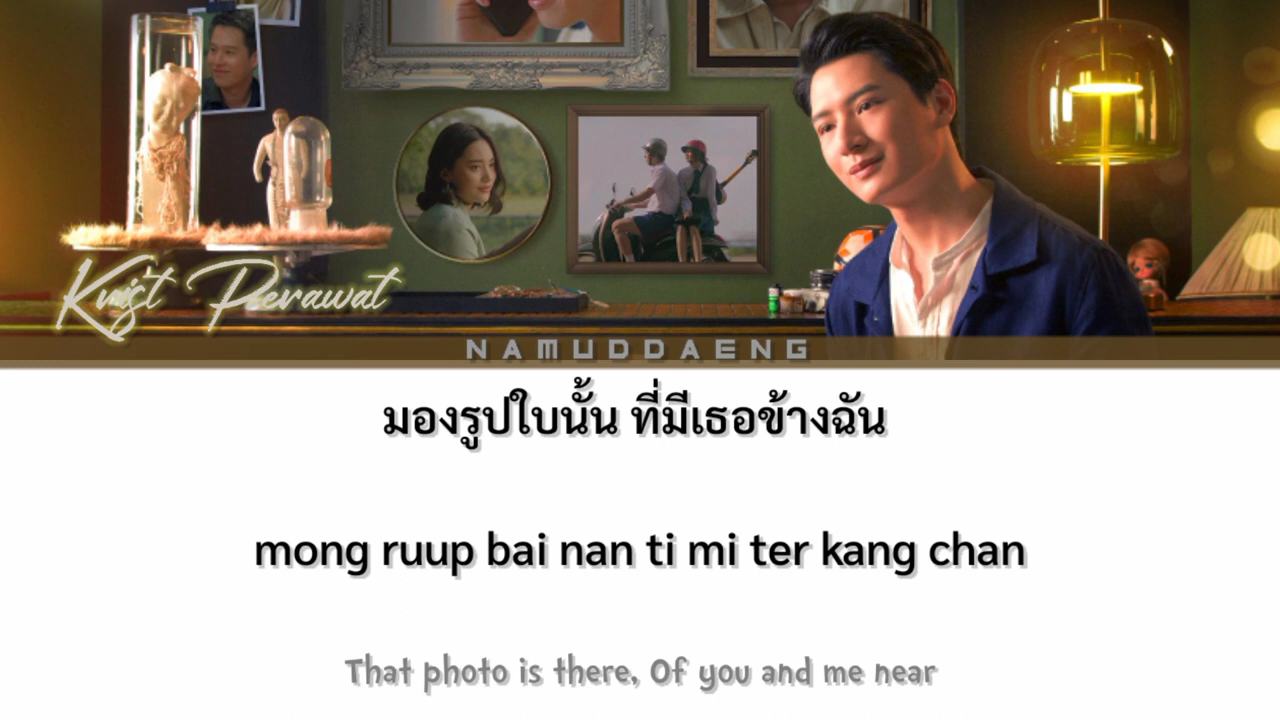 Krist Perawat
NAMUDDAENG
มองรูปใบนั้น ที่มีเธอข้างฉัน
mong ruup bai nan ti mi ter kang chan
That photo is there, Of you and me near